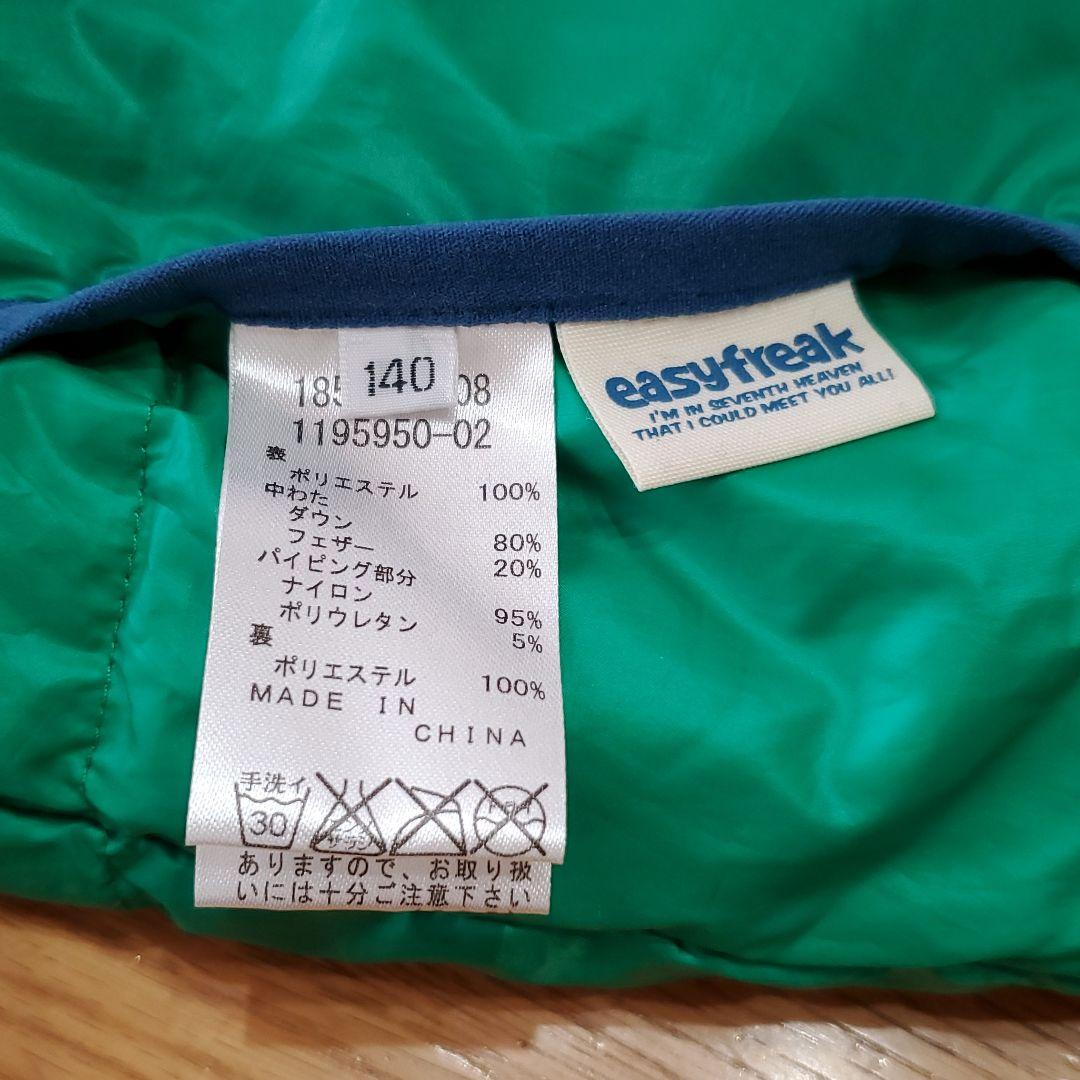 140
185 08
1195950-02
表
ポリエステル 100%
中わた
ダウン 80%
フェザー 20%
パイピング部分
ナイロン 95%
ポリウレタン 5%
裏
ポリエステル 100%
MADE IN
CHINA
手洗イ
30
ありますので、お取り扱
いには十分ご注意下さい
easyfreak
I'M IN SEVENTH HEAVEN
THAT I COULD MEET YOU ALL!